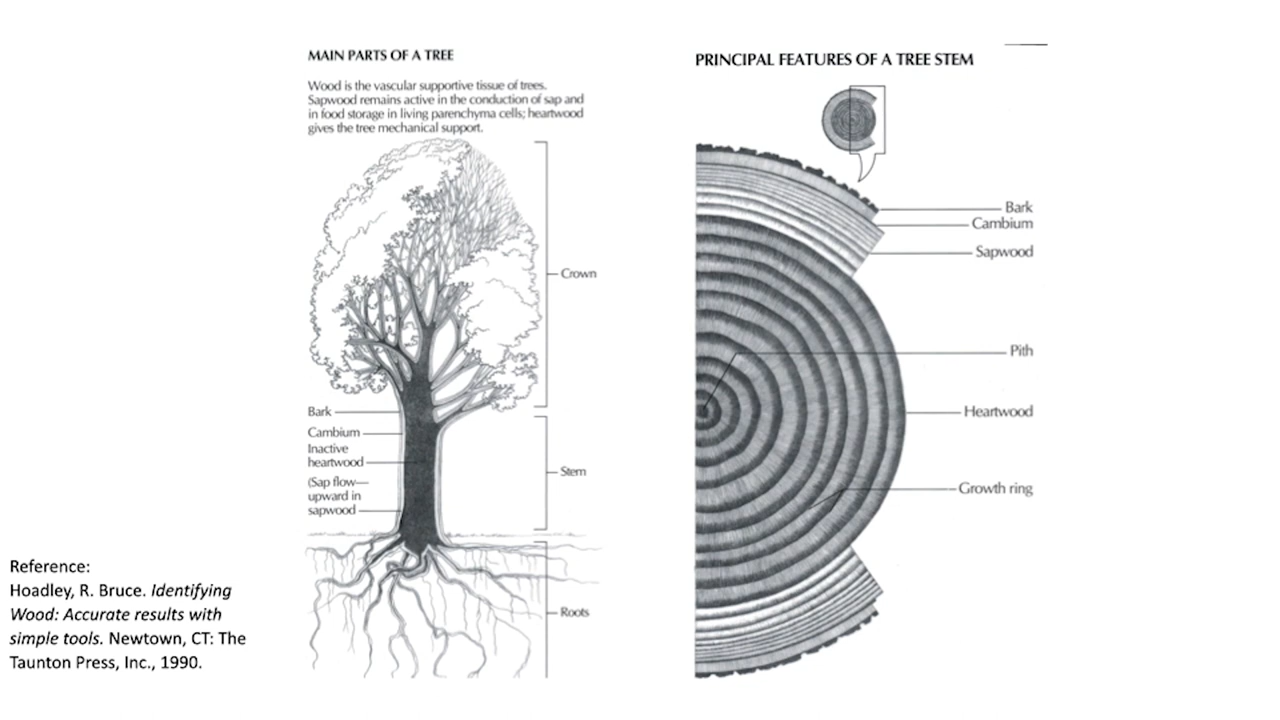 MAIN PARTS OF A TREE
Wood is the vascular supportive tissue of trees.
Sapwood remains active in the conduction of sap and
in food storage in living parenchyma cells; heartwood
gives the tree mechanical support.
Crown
Bark
Cambium
Inactive
heartwood
(Sap flow—
upward in
sapwood
Stem
Roots
PRINCIPAL FEATURES OF A TREE STEM
Bark
Cambium
Sapwood
Pith
Heartwood
Growth ring
Reference:
Hoadley, R. Bruce. Identifying
Wood: Accurate results with
simple tools. Newtown, CT: The
Taunton Press, Inc., 1990.